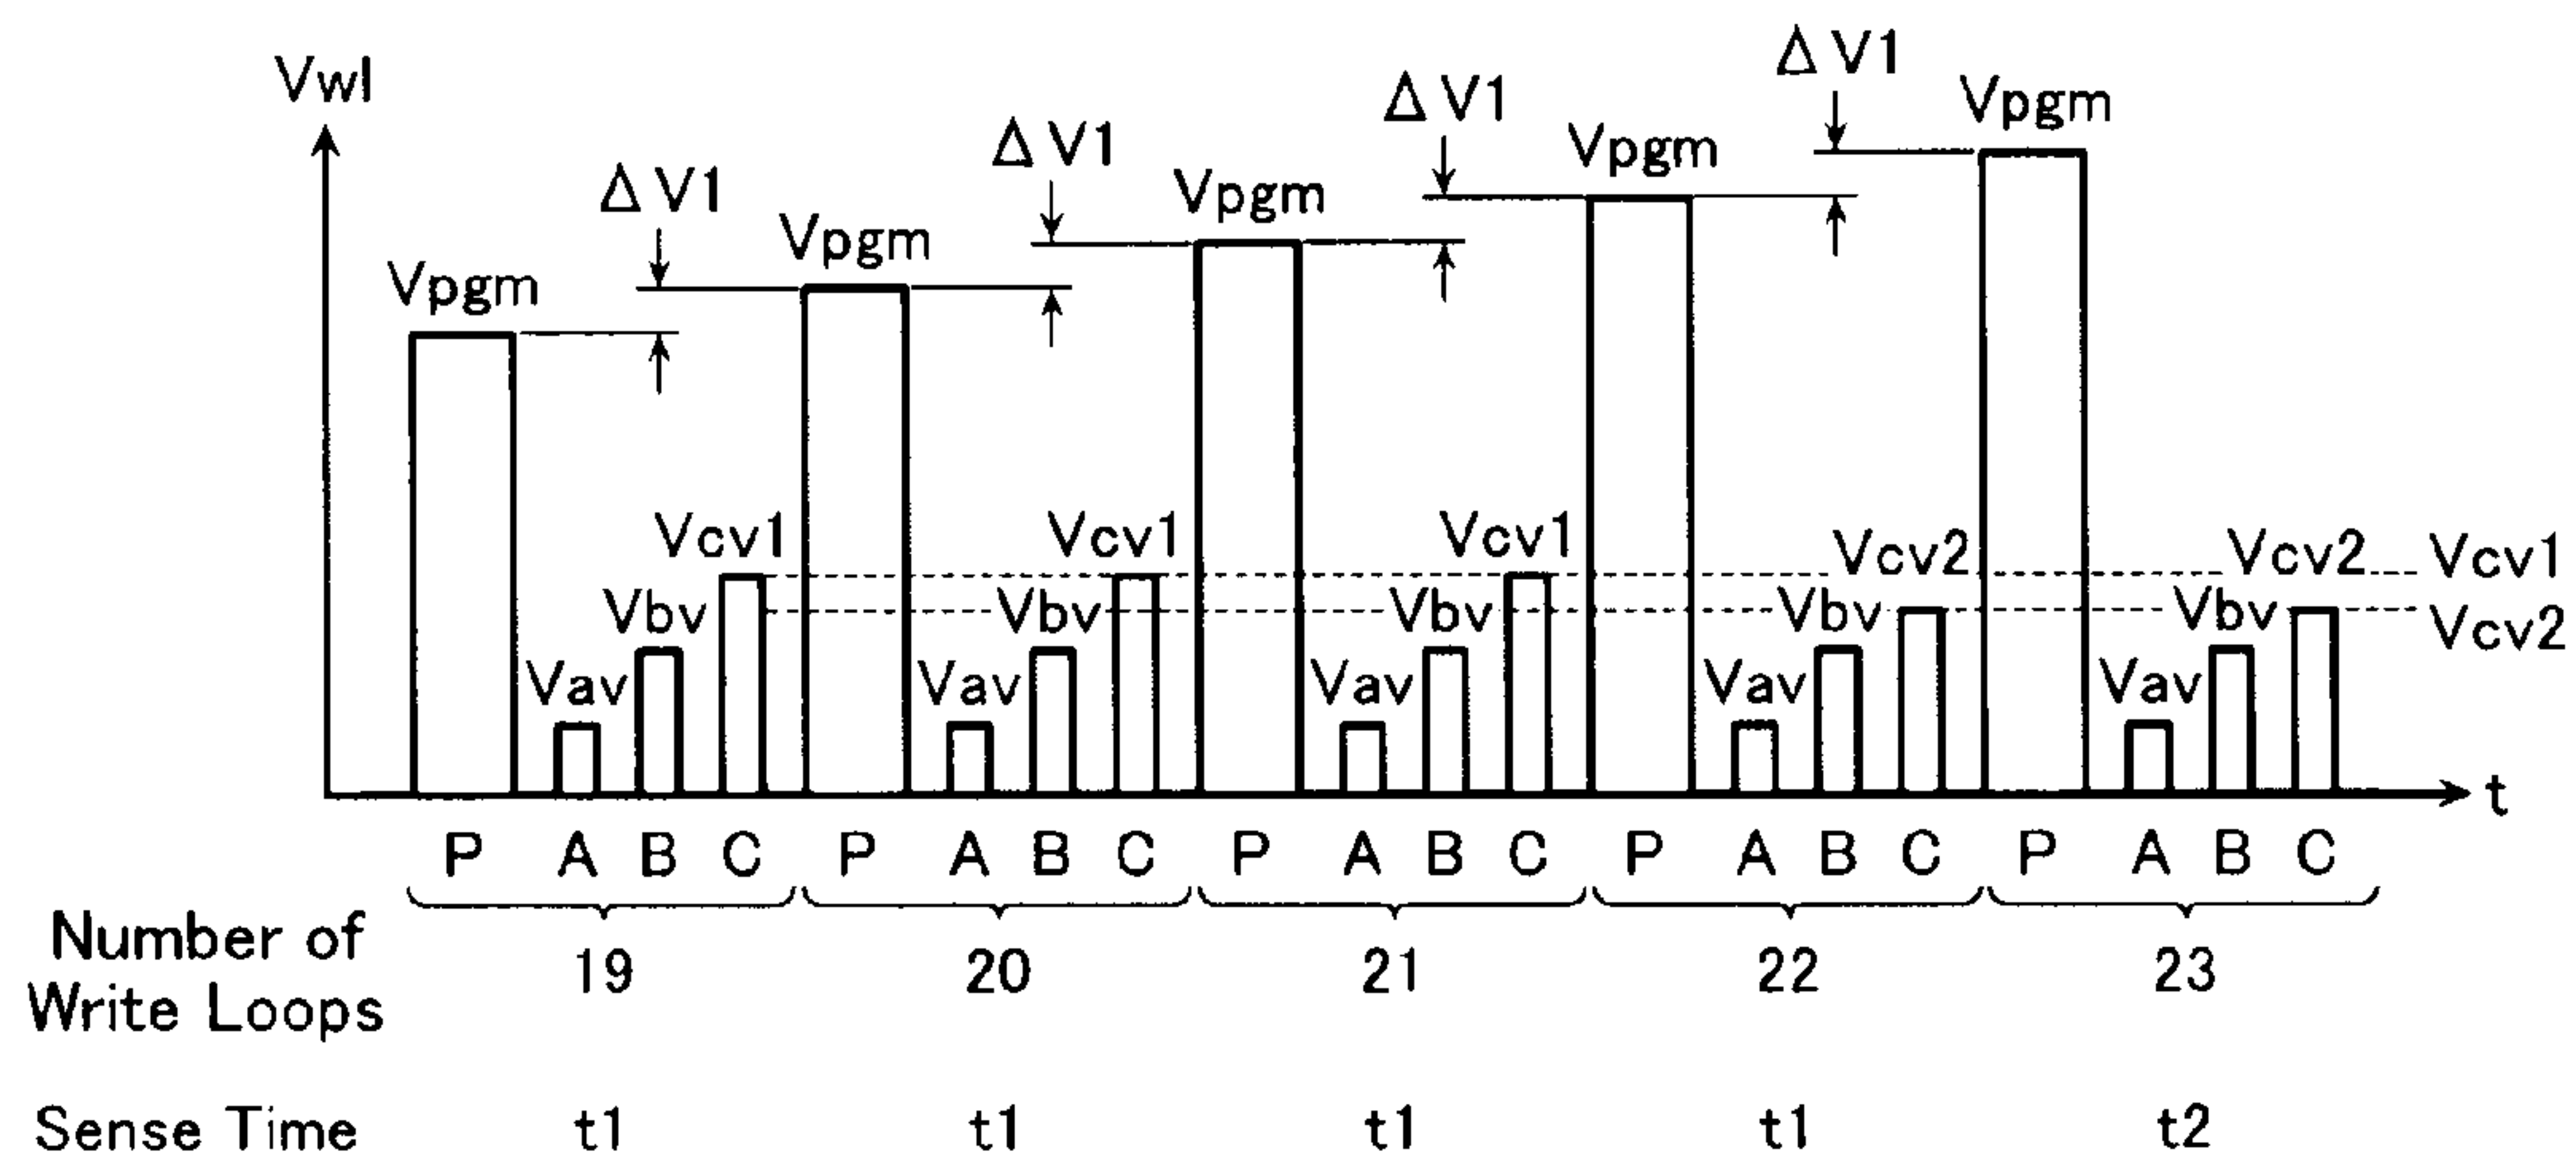 Vwl
ΔV1 ΔV1 ΔV1 ΔV1
Vpgm Vpgm Vpgm Vpgm Vpgm
Vcv1 Vcv1 Vcv1 Vcv2 Vcv2 Vcv1
Vbv Vbv Vbv Vbv Vbv Vcv2
Vav Vav Vav Vav Vav
t
P A B C P A B C P A B C P A B C P A B C
Number of
Write Loops 19 20 21 22 23
Sense Time t1 t1 t1 t1 t2